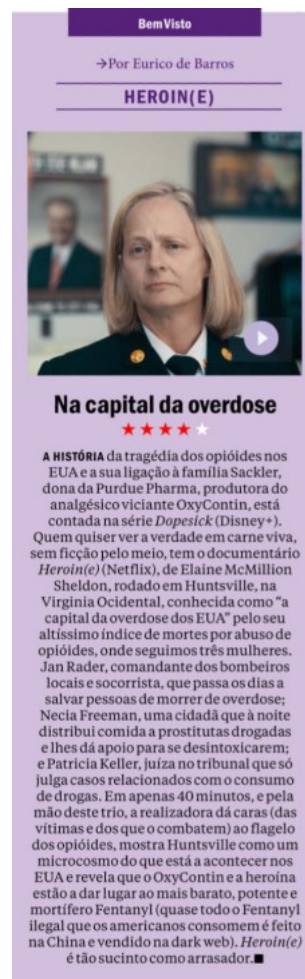 Bem Visto
→Por Eurico de Barros
HEROIN(E)
Na capital da overdose
A HISTÓRIA da tragédia dos opióides nos
EUA e a sua ligação à família Sackler,
dona da Purdue Pharma, produtora do
analgésico viciante OxyContin, está
contada na série Dopesick (Disney+).
Quem quiser ver a verdade em carne viva,
sem ficção pelo meio, tem o documentário
Heroin(e) (Netflix), de Elaine McMillion
Sheldon, rodado em Huntsville, na
Virginia Ocidental, conhecida como “a
capital da overdose dos EUA” pelo seu
altíssimo índice de mortes por abuso de
opióides, onde seguimos três mulheres.
Jan Rader, comandante dos bombeiros
locais e socorrista, que passa os dias a
salvar pessoas de morrer de overdose;
Necia Freeman, uma cidadã que à noite
distribui comida a prostitutas drogadas
e lhes dá apoio para se desintoxicarem;
e Patricia Keller, juíza no tribunal que só
julga casos relacionados com o consumo
de drogas. Em apenas 40 minutos, e pela
mão deste trio, a realizadora dá caras (das
vítimas e dos que o combatem) ao flagelo
dos opióides, mostra Huntsville como um
microcosmo do que está a acontecer nos
EUA e revela que o OxyContin e a heroína
estão a dar lugar ao mais barato, potente e
mortífero Fentanyl (quase todo o Fentanyl
ilegal que os americanos consomem é feito
na China e vendido na dark web). Heroin(e)
é tão sucinto como arrasador.■